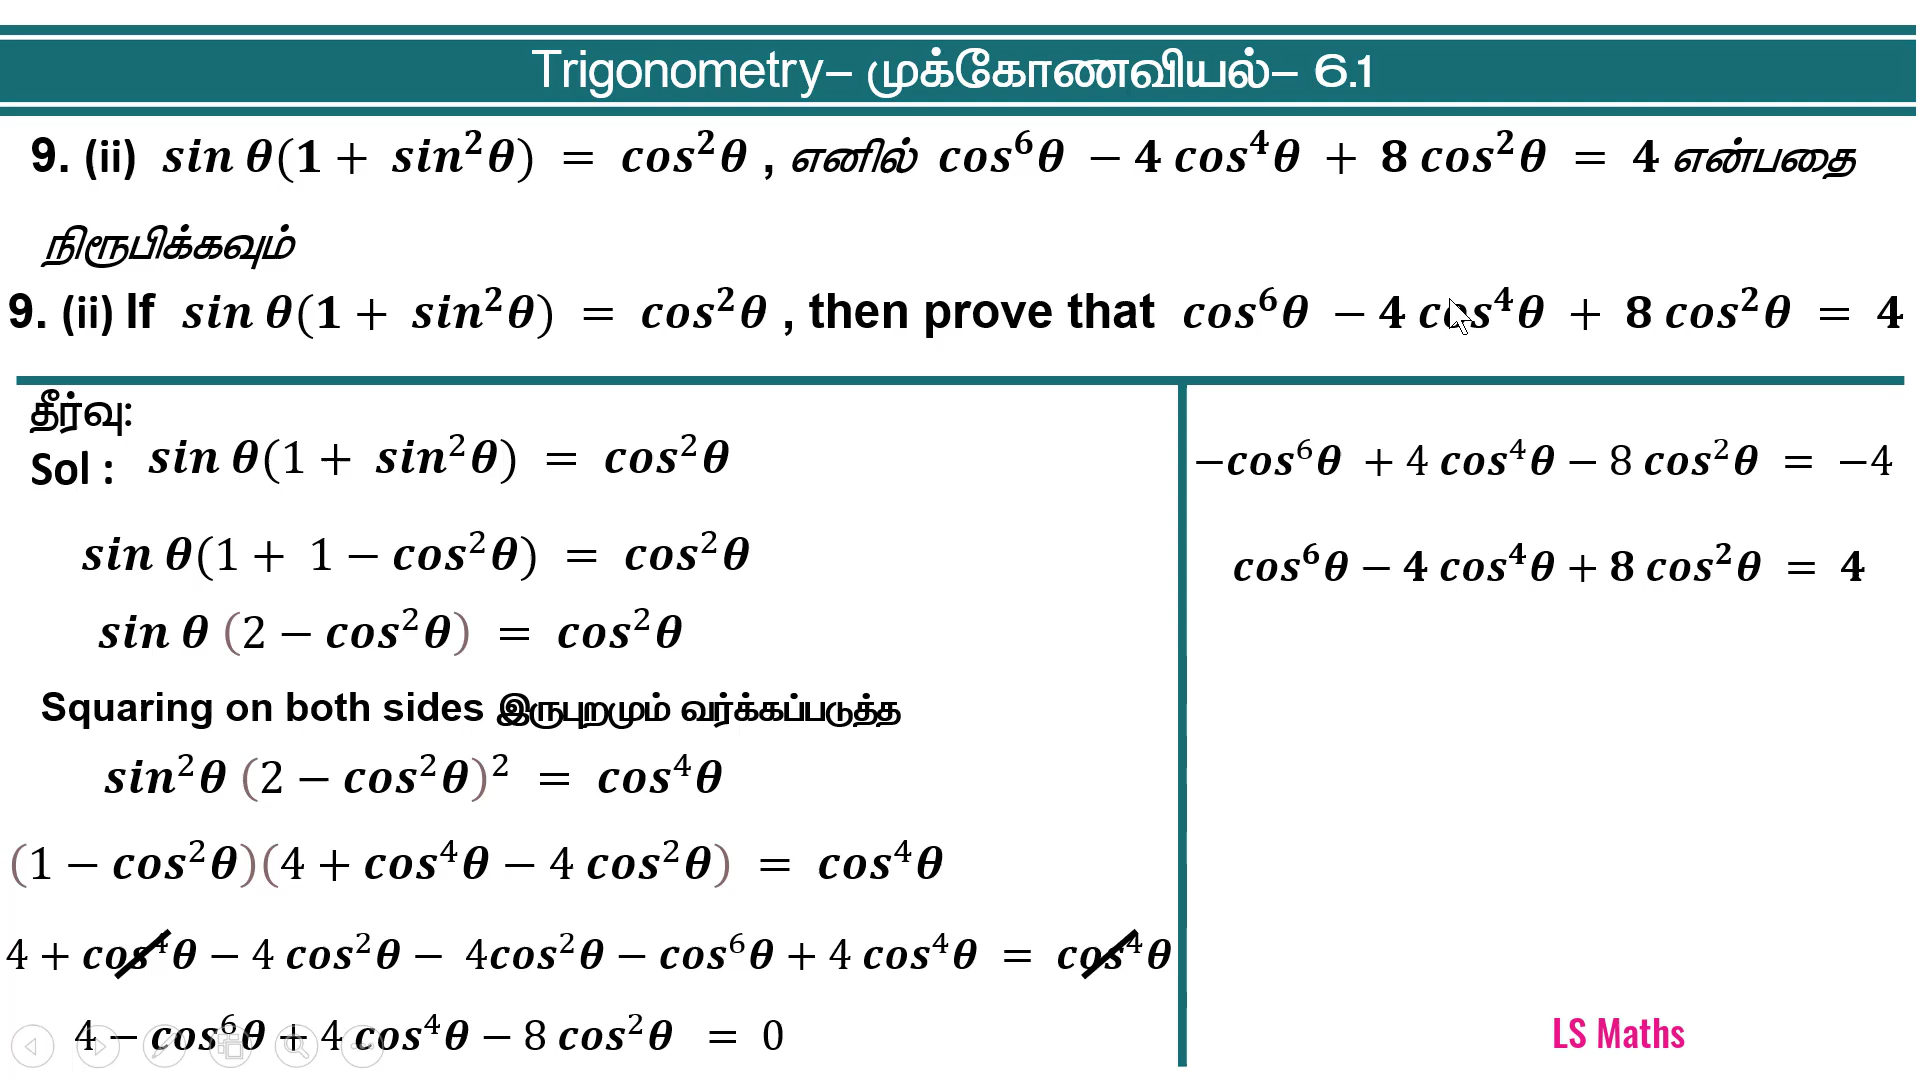 Trigonometry– முக்கோணவியல்– 6.1
9. (ii) sin θ(1 + sin²θ) = cos²θ , எனில் cos⁶θ − 4 cos⁴θ + 8 cos²θ = 4 என்பதை
நிரூபிக்கவும்
9. (ii) If sin θ(1 + sin²θ) = cos²θ , then prove that cos⁶θ − 4 cos⁴θ + 8 cos²θ = 4
தீர்வு:
Sol : sin θ(1 + sin²θ) = cos²θ
sin θ(1 + 1 − cos²θ) = cos²θ
sin θ (2 − cos²θ) = cos²θ
Squaring on both sides இருபுறமும் வர்க்கப்படுத்த
sin²θ (2 − cos²θ)² = cos⁴θ
(1 − cos²θ)(4 + cos⁴θ − 4 cos²θ) = cos⁴θ
4 + cos⁴θ − 4 cos²θ − 4cos²θ − cos⁶θ + 4 cos⁴θ = cos⁴θ
4 − cos⁶θ + 4 cos⁴θ − 8 cos²θ = 0
−cos⁶θ + 4 cos⁴θ − 8 cos²θ = −4
cos⁶θ − 4 cos⁴θ + 8 cos²θ = 4
LS Maths